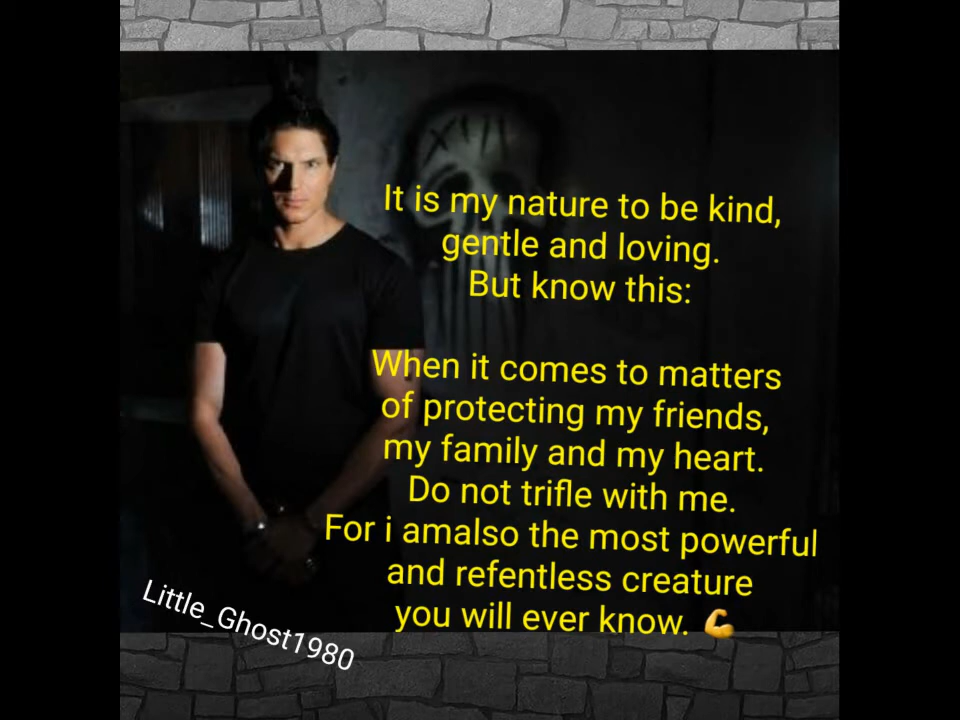 XIII
It is my nature to be kind,
gentle and loving.
But know this:
When it comes to matters
of protecting my friends,
my family and my heart.
Do not trifle with me.
For i amalso the most powerful
and refentless creature
you will ever know. 💪
Little_Ghost1980